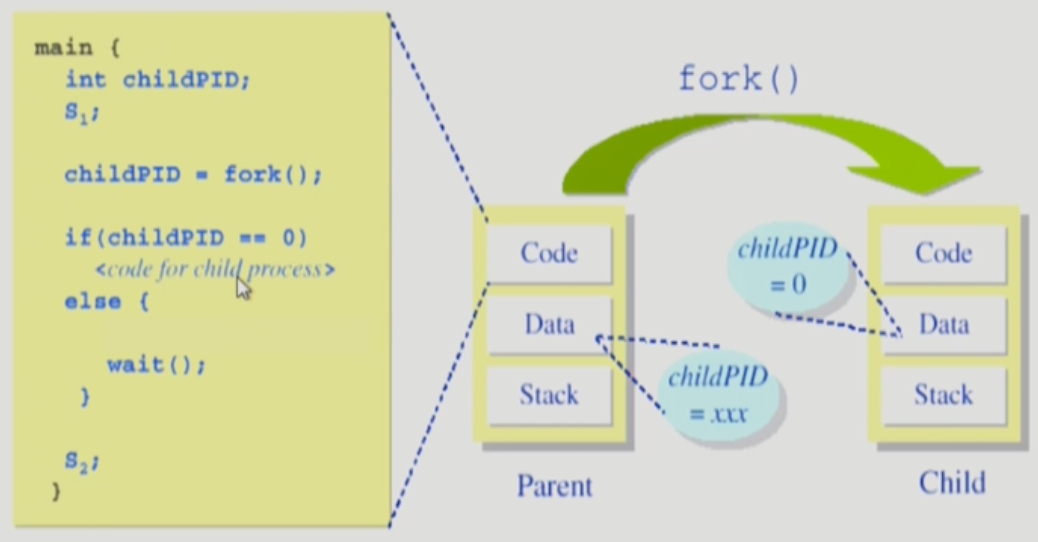 main {
int childPID;
S₁;
childPID = fork();
if(childPID == 0)
<code for child process>
else {
wait();
}
S₂;
}
fork()
Code
Data
Stack
Parent
childPID
= xxx
childPID
= 0
Code
Data
Stack
Child